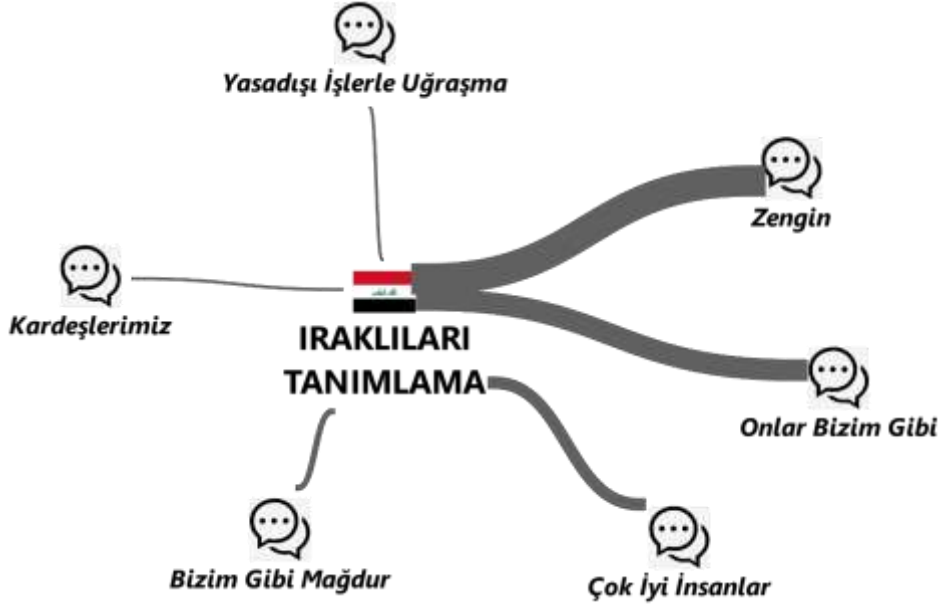 Yasadışı İşlerle Uğraşma
Zengin
Kardeşlerimiz
IRAKLILARI
TANIMLAMA
Onlar Bizim Gibi
Bizim Gibi Mağdur
Çok İyi İnsanlar